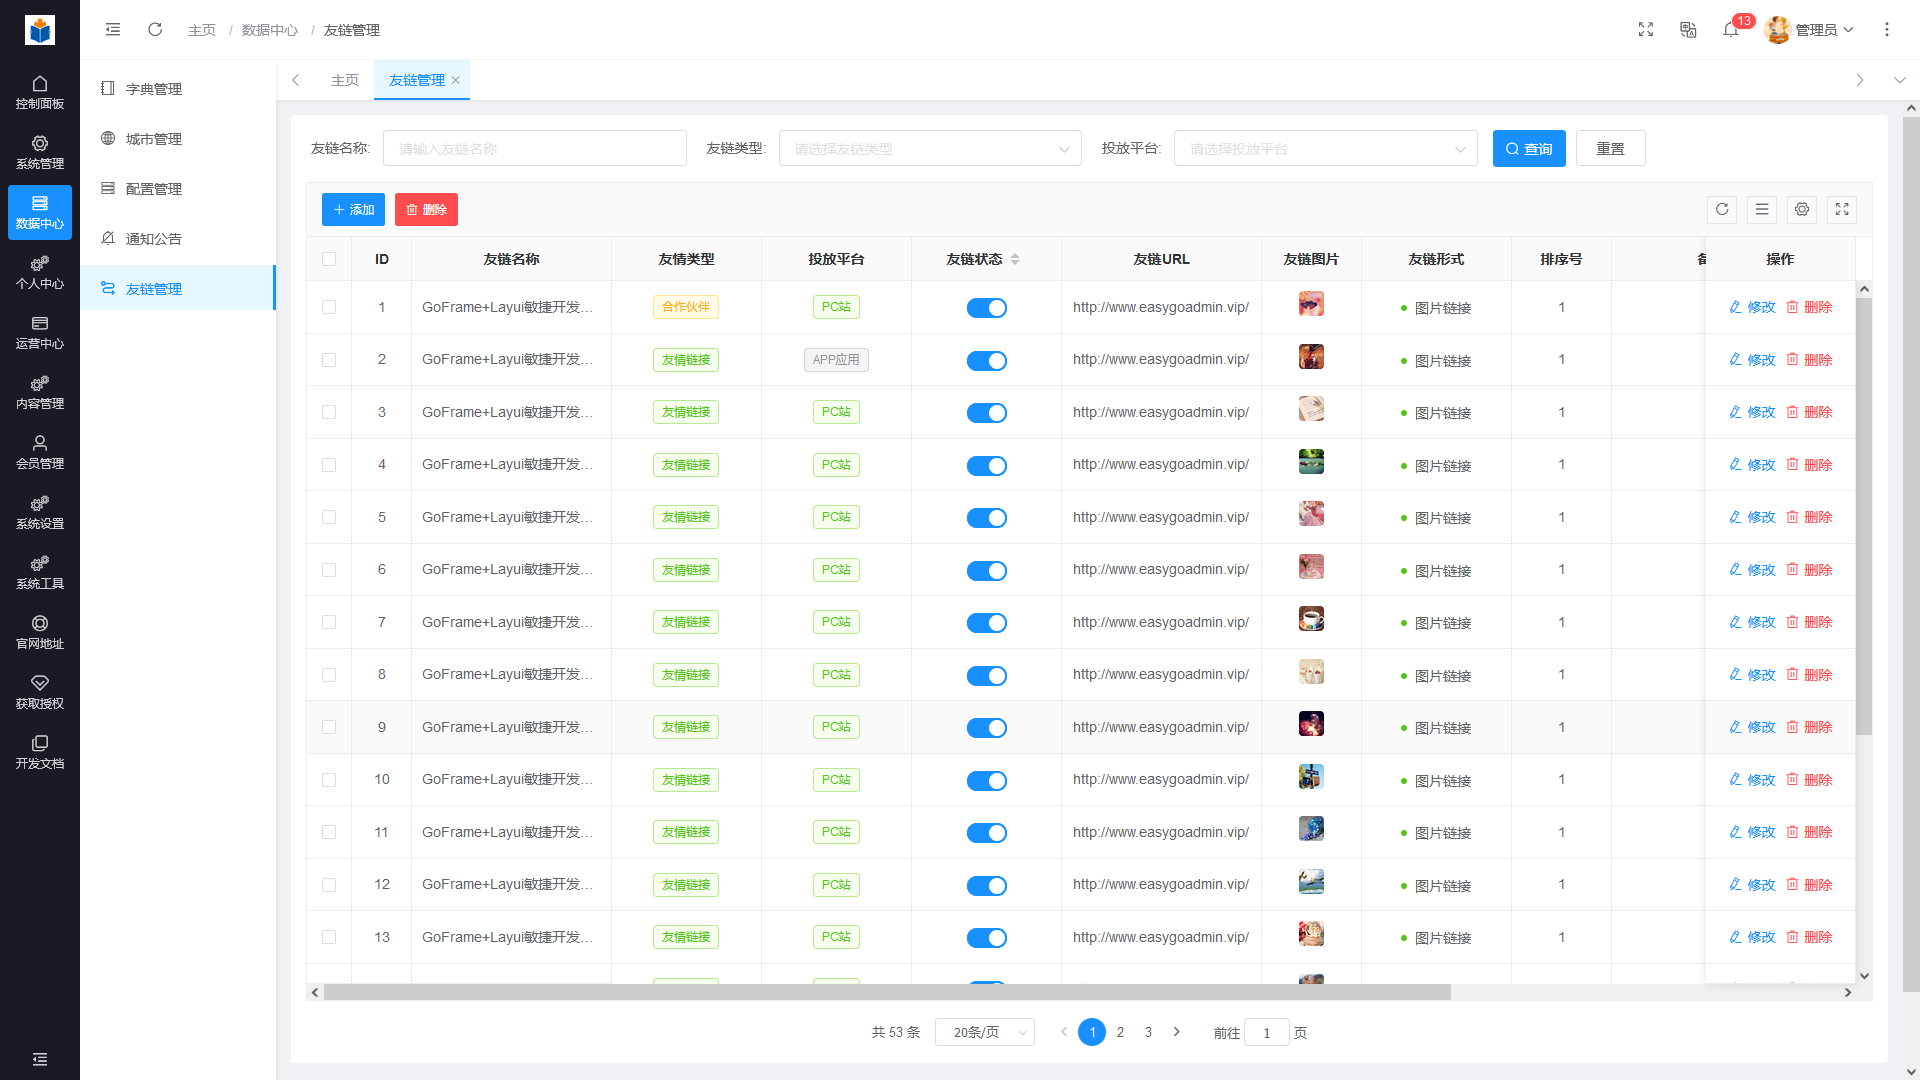 主页 / 数据中心 / 友链管理
13
管理员
控制面板
系统管理
数据中心
个人中心
运营中心
内容管理
会员管理
系统设置
系统工具
官网地址
获取授权
开发文档
字典管理
城市管理
配置管理
通知公告
友链管理
主页 友链管理
友链名称: 请输入友链名称 友链类型: 请选择友链类型 投放平台: 请选择投放平台 查询 重置
添加 删除
ID 友链名称 友情类型 投放平台 友链状态 友链URL 友链图片 友链形式 排序号 操作
1 GoFrame+Layui敏捷开发... 合作伙伴 PC站 http://www.easygoadmin.vip/ 图片链接 1 修改 删除
2 GoFrame+Layui敏捷开发... 友情链接 APP应用 http://www.easygoadmin.vip/ 图片链接 1 修改 删除
3 GoFrame+Layui敏捷开发... 友情链接 PC站 http://www.easygoadmin.vip/ 图片链接 1 修改 删除
4 GoFrame+Layui敏捷开发... 友情链接 PC站 http://www.easygoadmin.vip/ 图片链接 1 修改 删除
5 GoFrame+Layui敏捷开发... 友情链接 PC站 http://www.easygoadmin.vip/ 图片链接 1 修改 删除
6 GoFrame+Layui敏捷开发... 友情链接 PC站 http://www.easygoadmin.vip/ 图片链接 1 修改 删除
7 GoFrame+Layui敏捷开发... 友情链接 PC站 http://www.easygoadmin.vip/ 图片链接 1 修改 删除
8 GoFrame+Layui敏捷开发... 友情链接 PC站 http://www.easygoadmin.vip/ 图片链接 1 修改 删除
9 GoFrame+Layui敏捷开发... 友情链接 PC站 http://www.easygoadmin.vip/ 图片链接 1 修改 删除
10 GoFrame+Layui敏捷开发... 友情链接 PC站 http://www.easygoadmin.vip/ 图片链接 1 修改 删除
11 GoFrame+Layui敏捷开发... 友情链接 PC站 http://www.easygoadmin.vip/ 图片链接 1 修改 删除
12 GoFrame+Layui敏捷开发... 友情链接 PC站 http://www.easygoadmin.vip/ 图片链接 1 修改 删除
13 GoFrame+Layui敏捷开发... 友情链接 PC站 http://www.easygoadmin.vip/ 图片链接 1 修改 删除
共 53 条 20条/页 1 2 3 前往 1 页